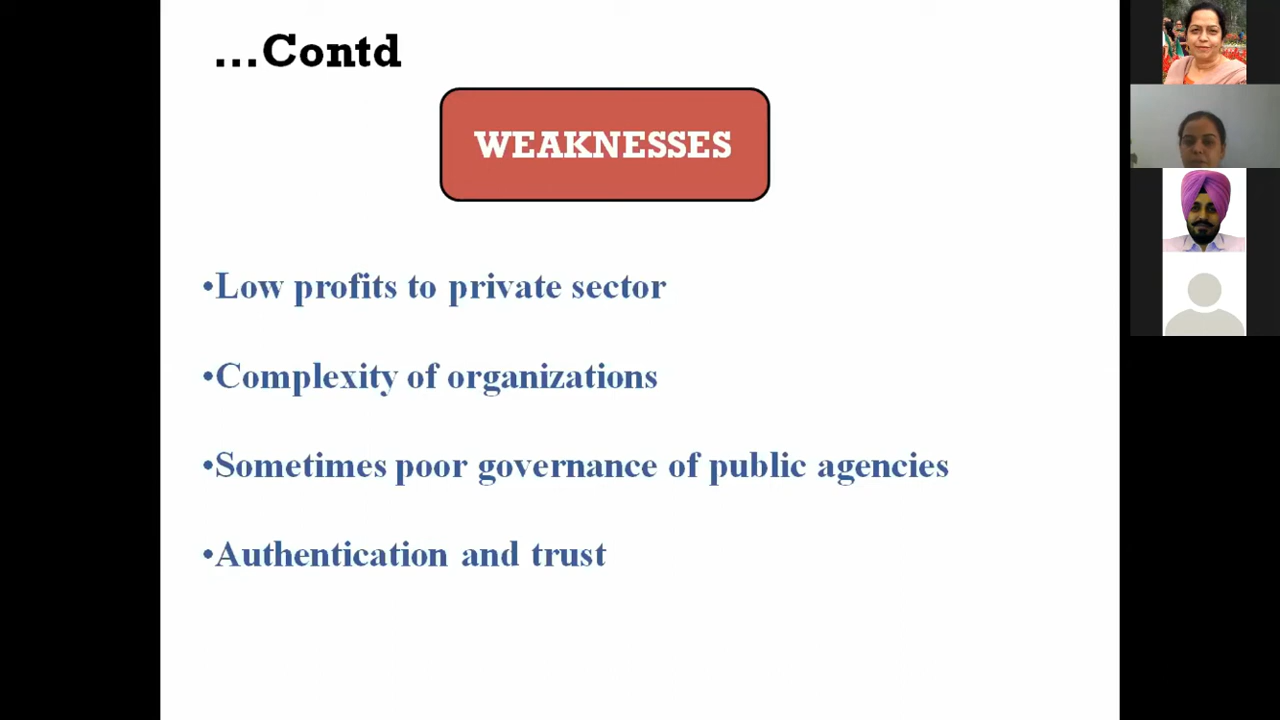 ...Contd
WEAKNESSES
•Low profits to private sector
•Complexity of organizations
•Sometimes poor governance of public agencies
•Authentication and trust